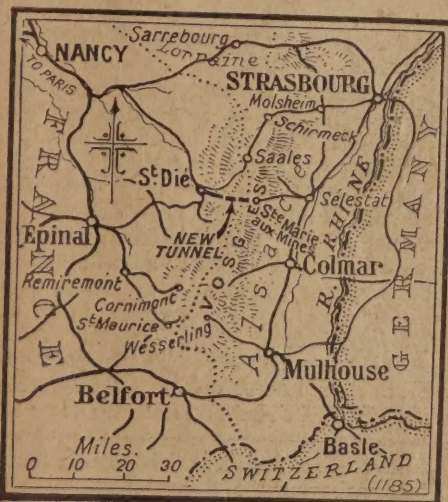 Sarrebourg
NANCY
Lorraine
TO PARIS
STRASBOURG
Molsheim
Schirmeck
Saales
St Dié
Sélestat
Ste Marie
aux Mines
NEW
TUNNEL
Epinal
Colmar
VOSGES
Alsace
R. RHINE
FRANCE
GERMANY
Remiremont
Cornimont
St Maurice
Wesserling
Mulhouse
Belfort
Miles.
0 10 20 30
Basle
SWITZERLAND
(1185)